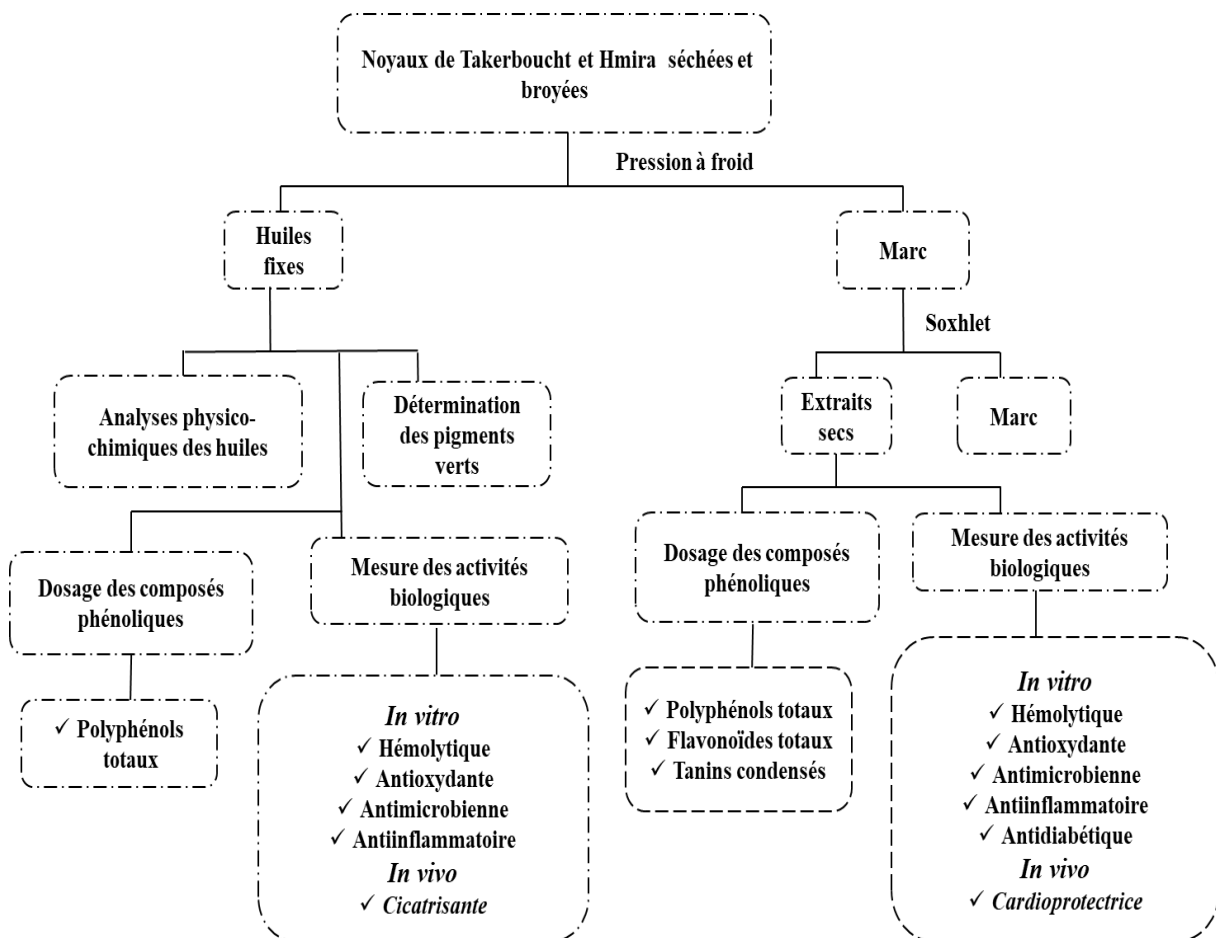 Noyaux de Takerboucht et Hmira séchées et
broyées
Pression à froid
Huiles
fixes
Marc
Soxhlet
Analyses physico-
chimiques des huiles
Détermination
des pigments
verts
Extraits
secs
Marc
Dosage des composés
phénoliques
Mesure des activités
biologiques
Dosage des composés
phénoliques
Mesure des activités
biologiques
✓ Polyphénols
totaux
In vitro
✓ Hémolytique
✓ Antioxydante
✓ Antimicrobienne
✓ Antiinflammatoire
In vivo
✓ Cicatrisante
✓ Polyphénols totaux
✓ Flavonoïdes totaux
✓ Tanins condensés
In vitro
✓ Hémolytique
✓ Antioxydante
✓ Antimicrobienne
✓ Antiinflammatoire
✓ Antidiabétique
In vivo
✓ Cardioprotectrice